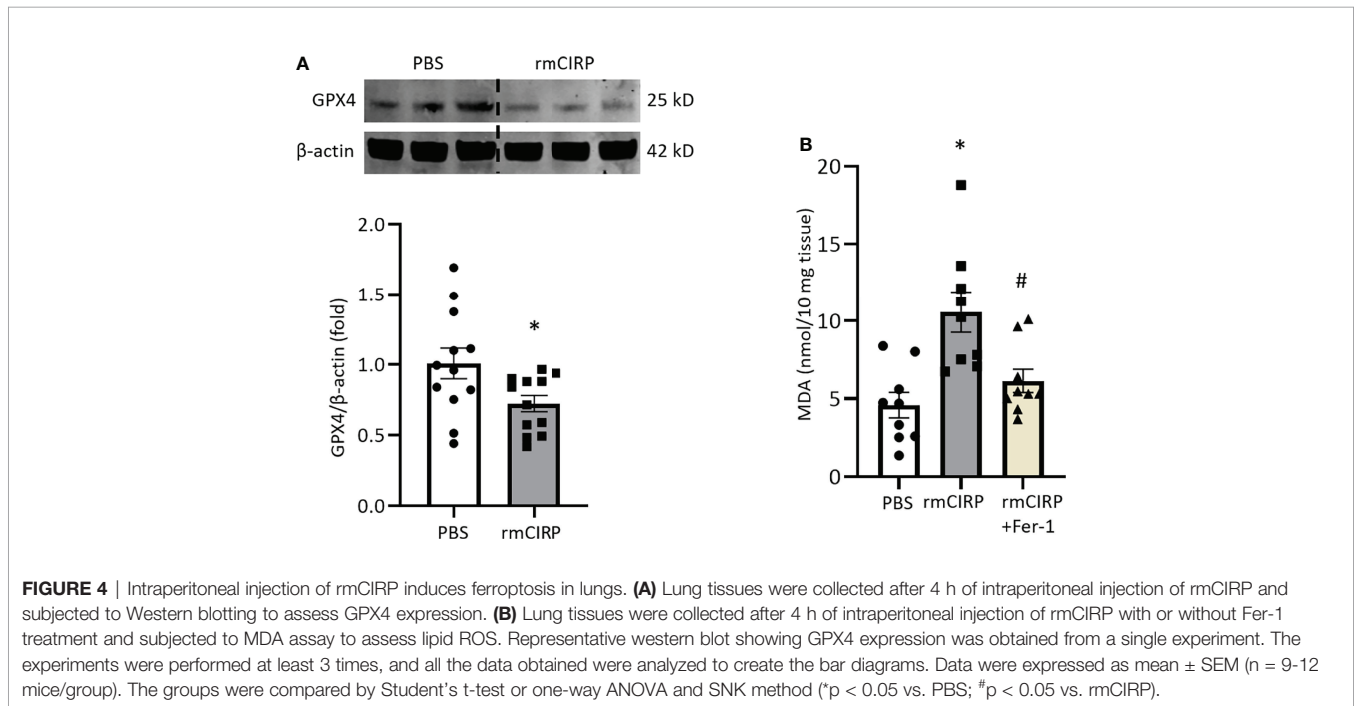 A
PBS rmCIRP
GPX4 25 kD
β-actin 42 kD
GPX4/β-actin (fold)
2.0
1.5
1.0
0.5
0.0
*
PBS rmCIRP
B
MDA (nmol/10 mg tissue)
20
15
10
5
0
*
#
PBS rmCIRP rmCIRP
+Fer-1
FIGURE 4 | Intraperitoneal injection of rmCIRP induces ferroptosis in lungs. (A) Lung tissues were collected after 4 h of intraperitoneal injection of rmCIRP and
subjected to Western blotting to assess GPX4 expression. (B) Lung tissues were collected after 4 h of intraperitoneal injection of rmCIRP with or without Fer-1
treatment and subjected to MDA assay to assess lipid ROS. Representative western blot showing GPX4 expression was obtained from a single experiment. The
experiments were performed at least 3 times, and all the data obtained were analyzed to create the bar diagrams. Data were expressed as mean ± SEM (n = 9-12
mice/group). The groups were compared by Student’s t-test or one-way ANOVA and SNK method (*p < 0.05 vs. PBS; #p < 0.05 vs. rmCIRP).